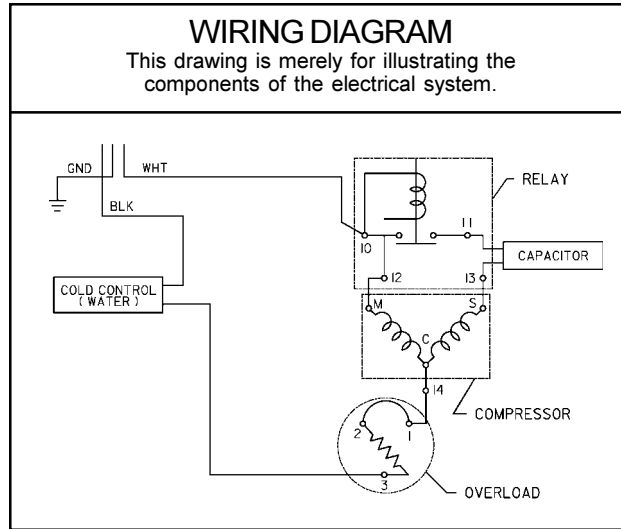 WIRING DIAGRAM
This drawing is merely for illustrating the
components of the electrical system.
GND
WHT
BLK
RELAY
10
11
CAPACITOR
12
13
COLD CONTROL
( WATER )
M
S
C
14
COMPRESSOR
2
1
3
OVERLOAD